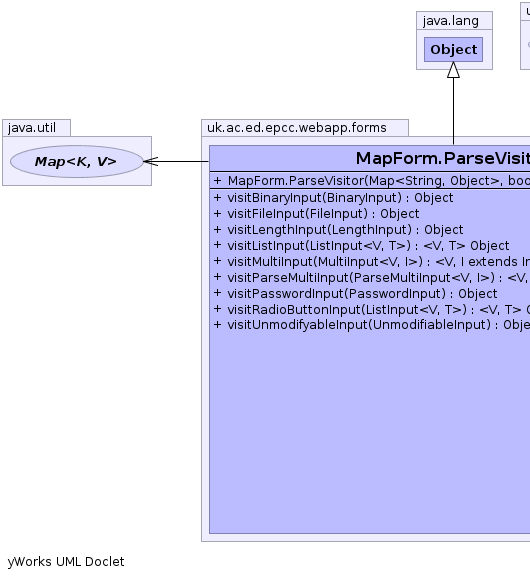 java.lang
Object
java.util
Map<K, V>
uk.ac.ed.epcc.webapp.forms
MapForm.ParseVisit
+ MapForm.ParseVisitor(Map<String, Object>, boo
+ visitBinaryInput(BinaryInput) : Object
+ visitFileInput(FileInput) : Object
+ visitLengthInput(LengthInput) : Object
+ visitListInput(ListInput<V, T>) : <V, T> Object
+ visitMultiInput(MultiInput<V, I>) : <V, I extends In
+ visitParseMultiInput(ParseMultiInput<V, I>) : <V,
+ visitPasswordInput(PasswordInput) : Object
+ visitRadioButtonInput(ListInput<V, T>) : <V, T>
+ visitUnmodifyableInput(UnmodifiableInput) : Obje
yWorks UML Doclet